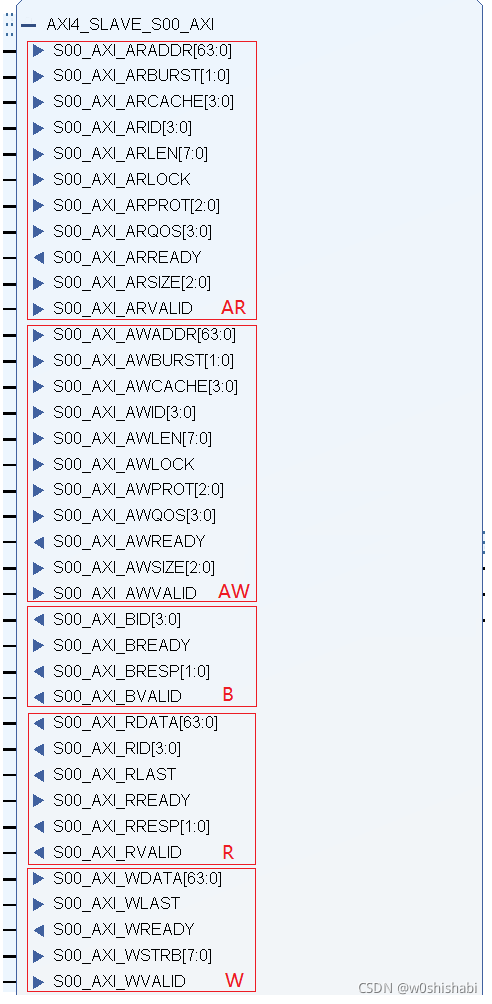 AXI4_SLAVE_S00_AXI
S00_AXI_ARADDR[63:0]
S00_AXI_ARBURST[1:0]
S00_AXI_ARCACHE[3:0]
S00_AXI_ARID[3:0]
S00_AXI_ARLEN[7:0]
S00_AXI_ARLOCK
S00_AXI_ARPROT[2:0]
S00_AXI_ARQOS[3:0]
S00_AXI_ARREADY
S00_AXI_ARSIZE[2:0]
S00_AXI_ARVALID AR
S00_AXI_AWADDR[63:0]
S00_AXI_AWBURST[1:0]
S00_AXI_AWCACHE[3:0]
S00_AXI_AWID[3:0]
S00_AXI_AWLEN[7:0]
S00_AXI_AWLOCK
S00_AXI_AWPROT[2:0]
S00_AXI_AWQOS[3:0]
S00_AXI_AWREADY
S00_AXI_AWSIZE[2:0]
S00_AXI_AWVALID AW
S00_AXI_BID[3:0]
S00_AXI_BREADY
S00_AXI_BRESP[1:0]
S00_AXI_BVALID B
S00_AXI_RDATA[63:0]
S00_AXI_RID[3:0]
S00_AXI_RLAST
S00_AXI_RREADY
S00_AXI_RRESP[1:0]
S00_AXI_RVALID R
S00_AXI_WDATA[63:0]
S00_AXI_WLAST
S00_AXI_WREADY
S00_AXI_WSTRB[7:0]
S00_AXI_WVALID W
CSDN @w0shishabi